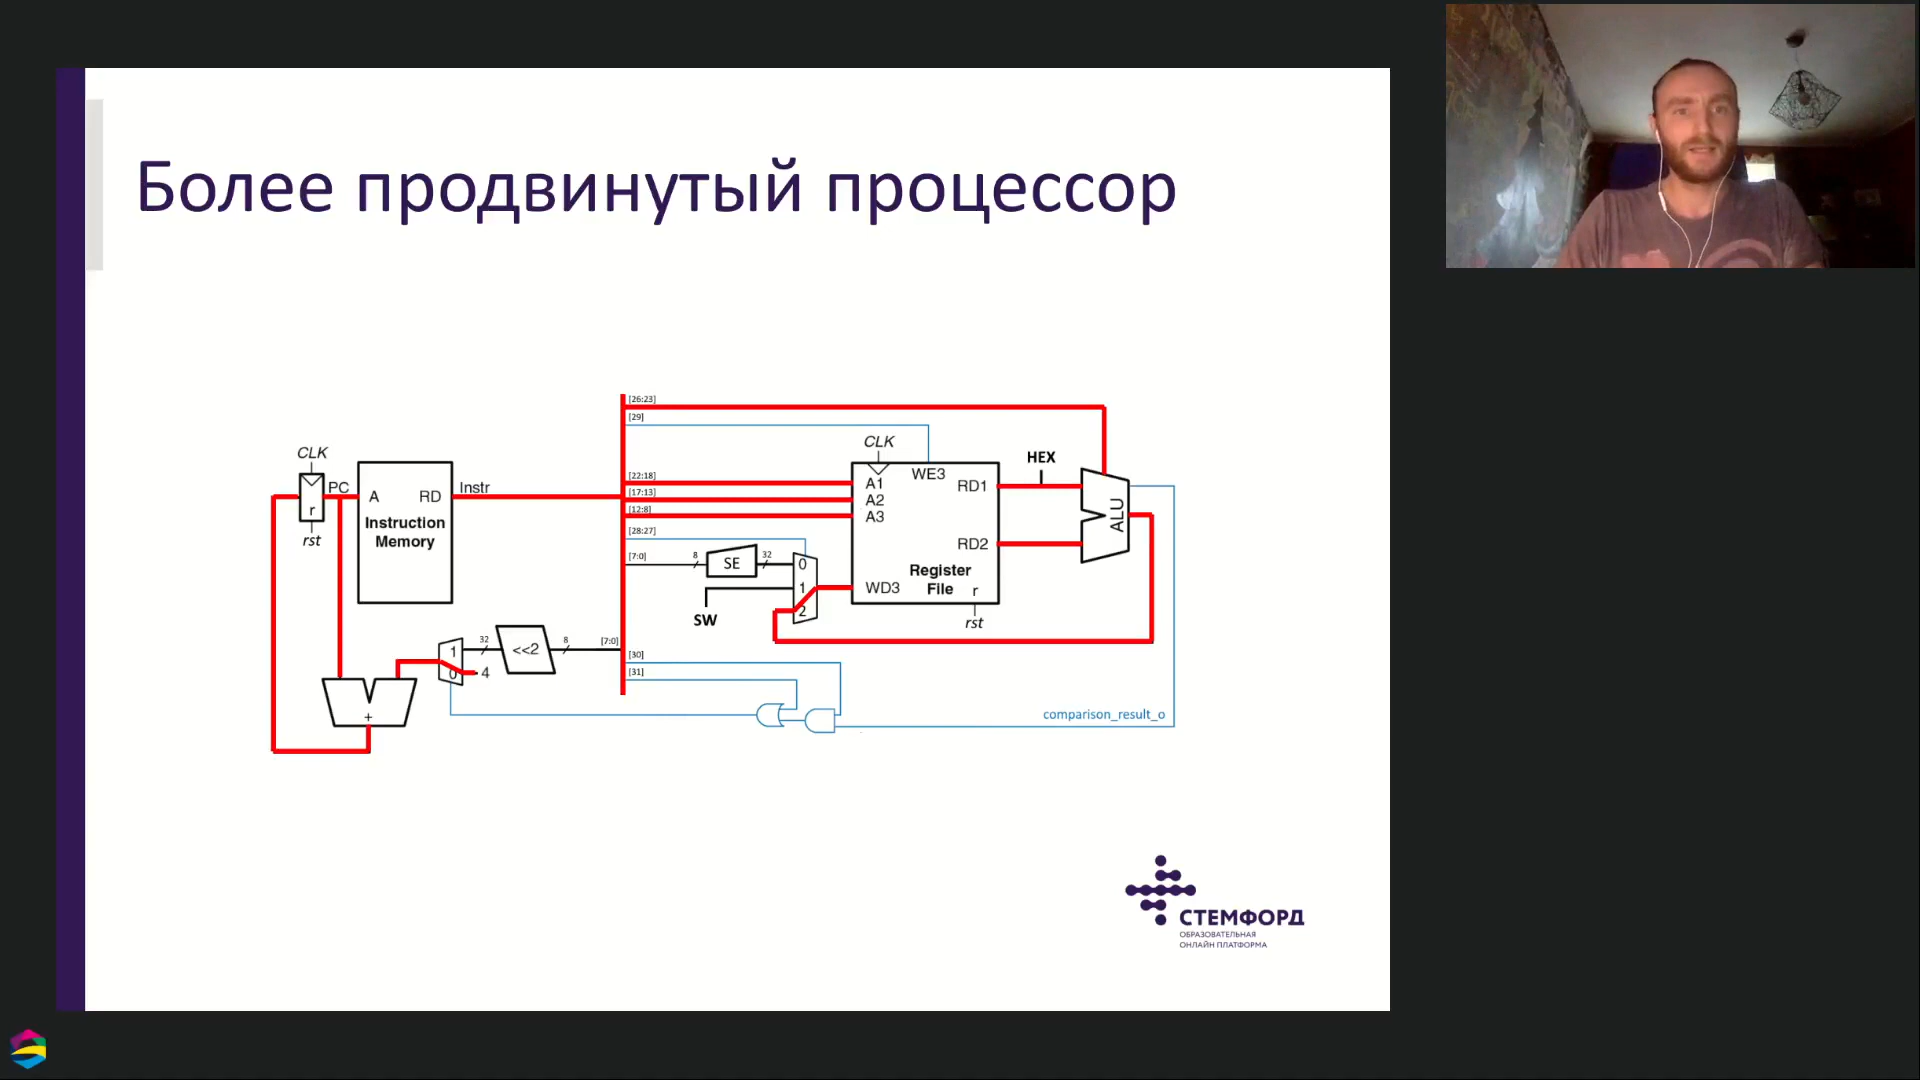 Более продвинутый процессор
[26:23]
[29]
CLK
CLK
HEX
WE3
PC
A
RD
Instr
[22:18]
A1
RD1
[17:13]
A2
[12:8]
A3
r
Instruction
Memory
ALU
rst
[28:27]
RD2
[7:0]
8
SE
32
0
Register
File
r
1
WD3
2
SW
rst
32
8
[7:0]
1
<<2
[30]
0
4
[31]
+
comparison_result_o
СТЕМФОРД
ОБРАЗОВАТЕЛЬНАЯ
ОНЛАЙН ПЛАТФОРМА